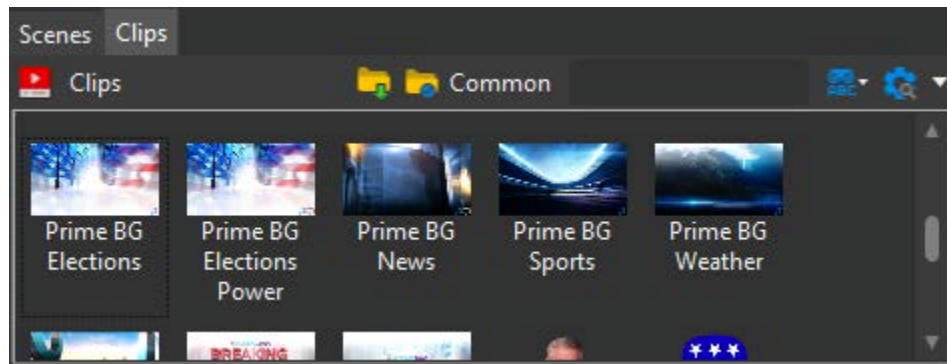 Scenes Clips
Clips Common ABC
Prime BG Elections
Prime BG Elections Power
Prime BG News
Prime BG Sports
Prime BG Weather
BREAKING